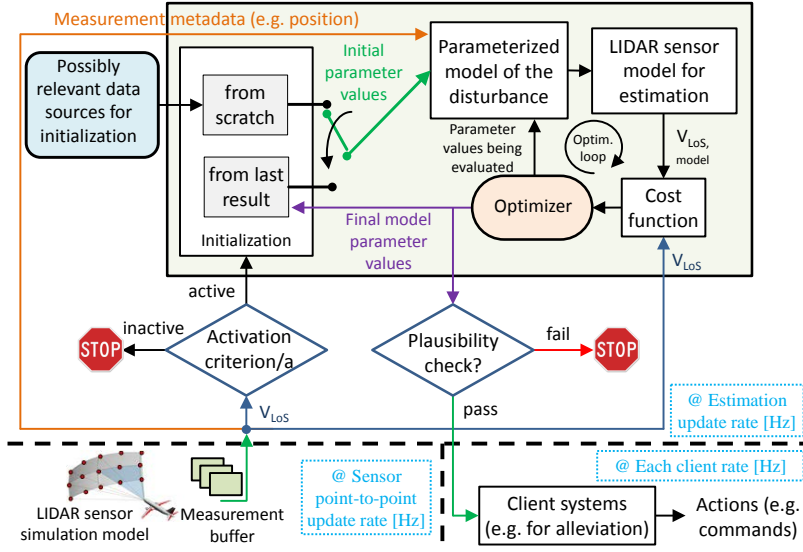 Measurement metadata (e.g. position)
Possibly
relevant data
sources for
initialization
from
scratch
from last
result
Initialization
Initial
parameter
values
Parameterized
model of the
disturbance
LIDAR sensor
model for
estimation
Parameter
values being
evaluated
Optim.
loop
VLoS,
model
Optimizer
Cost
function
Final model
parameter
values
VLoS
active
inactive
STOP
Activation
criterion/a
Plausibility
check?
fail
STOP
pass
VLoS
@ Estimation
update rate [Hz]
@ Sensor
point-to-point
update rate [Hz]
@ Each client rate [Hz]
LIDAR sensor
simulation model
Measurement
buffer
Client systems
(e.g. for alleviation)
Actions (e.g.
commands)